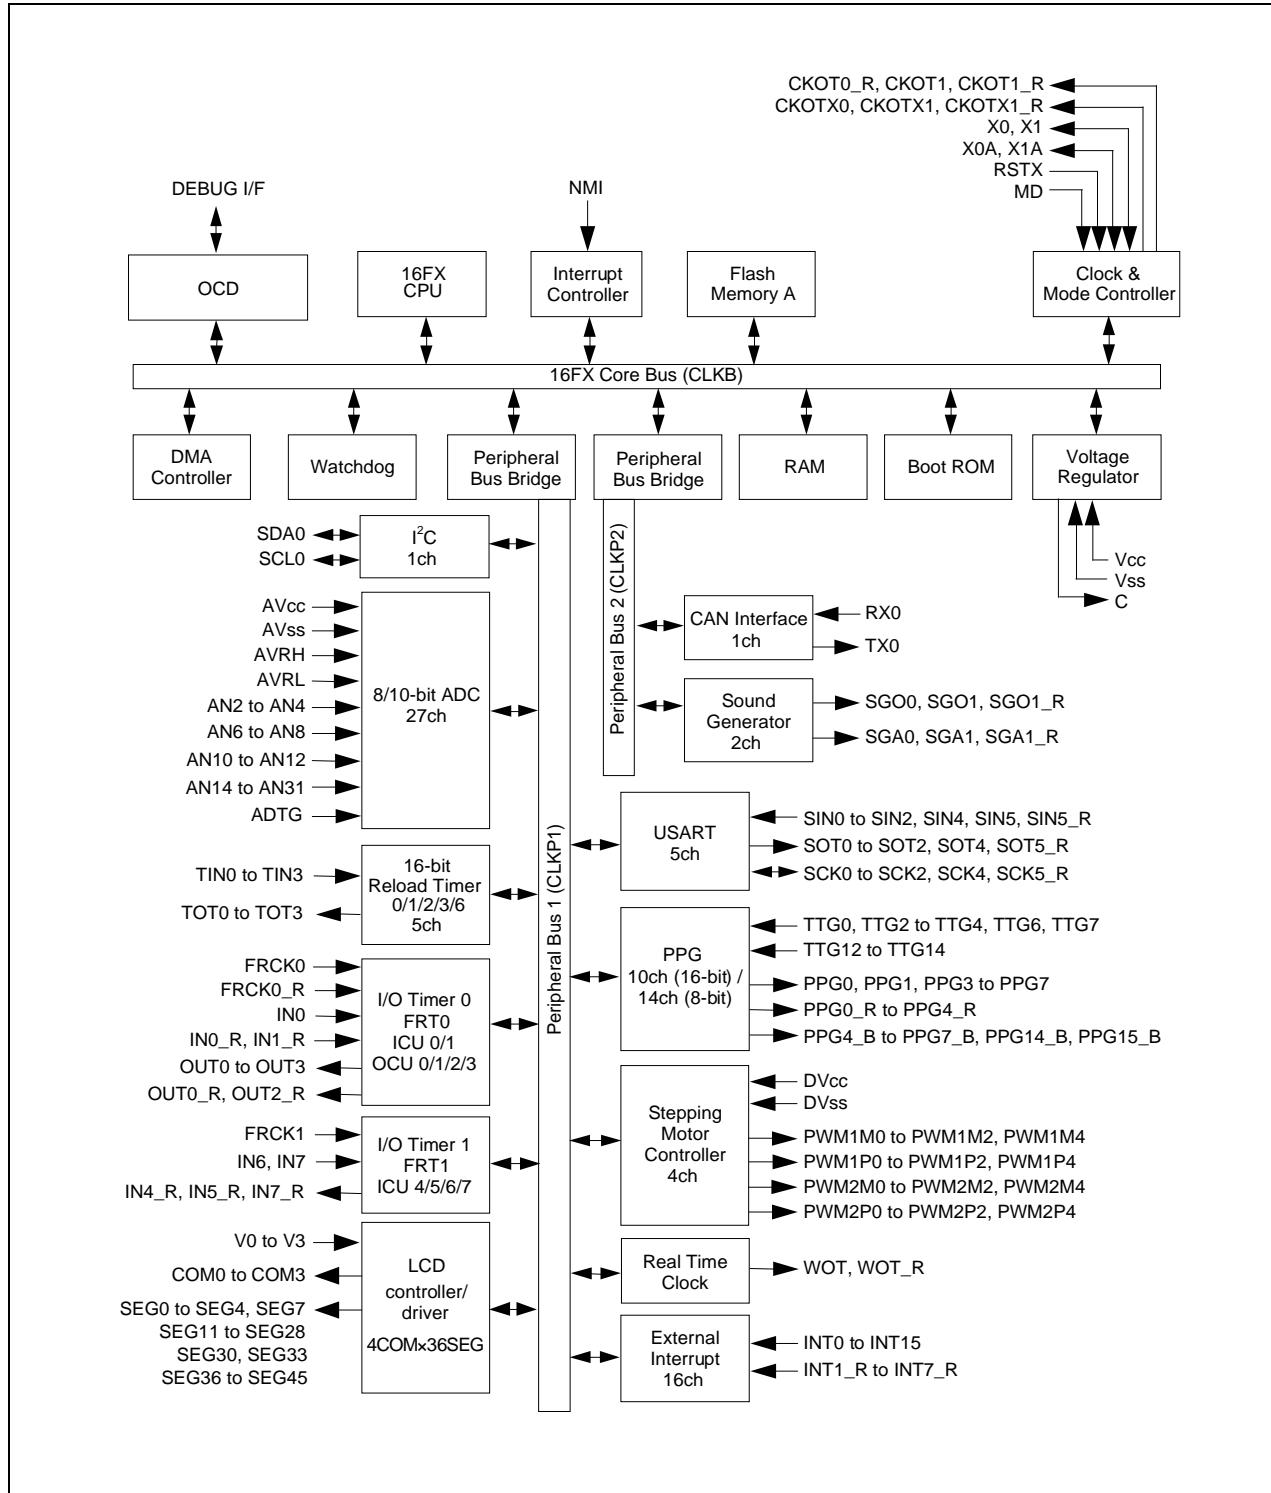 CKOT0_R, CKOT1, CKOT1_R
CKOTX0, CKOTX1, CKOTX1_R
X0, X1
X0A, X1A
RSTX
MD
DEBUG I/F
NMI
OCD
16FX
CPU
Interrupt
Controller
Flash
Memory A
Clock &
Mode Controller
16FX Core Bus (CLKB)
DMA
Controller
Watchdog
Peripheral
Bus Bridge
Peripheral
Bus Bridge
RAM
Boot ROM
Voltage
Regulator
Vcc
Vss
C
Peripheral Bus 1 (CLKP1)
Peripheral Bus 2 (CLKP2)
SDA0
SCL0
I²C
1ch
AVcc
AVss
AVRH
AVRL
AN2 to AN4
AN6 to AN8
AN10 to AN12
AN14 to AN31
ADTG
8/10-bit ADC
27ch
TIN0 to TIN3
TOT0 to TOT3
16-bit
Reload Timer
0/1/2/3/6
5ch
FRCK0
FRCK0_R
IN0
IN0_R, IN1_R
OUT0 to OUT3
OUT0_R, OUT2_R
I/O Timer 0
FRT0
ICU 0/1
OCU 0/1/2/3
FRCK1
IN6, IN7
IN4_R, IN5_R, IN7_R
I/O Timer 1
FRT1
ICU 4/5/6/7
V0 to V3
COM0 to COM3
SEG0 to SEG4, SEG7
SEG11 to SEG28
SEG30, SEG33
SEG36 to SEG45
LCD
controller/
driver
4COM×36SEG
CAN Interface
1ch
RX0
TX0
Sound
Generator
2ch
SGO0, SGO1, SGO1_R
SGA0, SGA1, SGA1_R
USART
5ch
SIN0 to SIN2, SIN4, SIN5, SIN5_R
SOT0 to SOT2, SOT4, SOT5_R
SCK0 to SCK2, SCK4, SCK5_R
PPG
10ch (16-bit) /
14ch (8-bit)
TTG0, TTG2 to TTG4, TTG6, TTG7
TTG12 to TTG14
PPG0, PPG1, PPG3 to PPG7
PPG0_R to PPG4_R
PPG4_B to PPG7_B, PPG14_B, PPG15_B
Stepping
Motor
Controller
4ch
DVcc
DVss
PWM1M0 to PWM1M2, PWM1M4
PWM1P0 to PWM1P2, PWM1P4
PWM2M0 to PWM2M2, PWM2M4
PWM2P0 to PWM2P2, PWM2P4
Real Time
Clock
WOT, WOT_R
External
Interrupt
16ch
INT0 to INT15
INT1_R to INT7_R